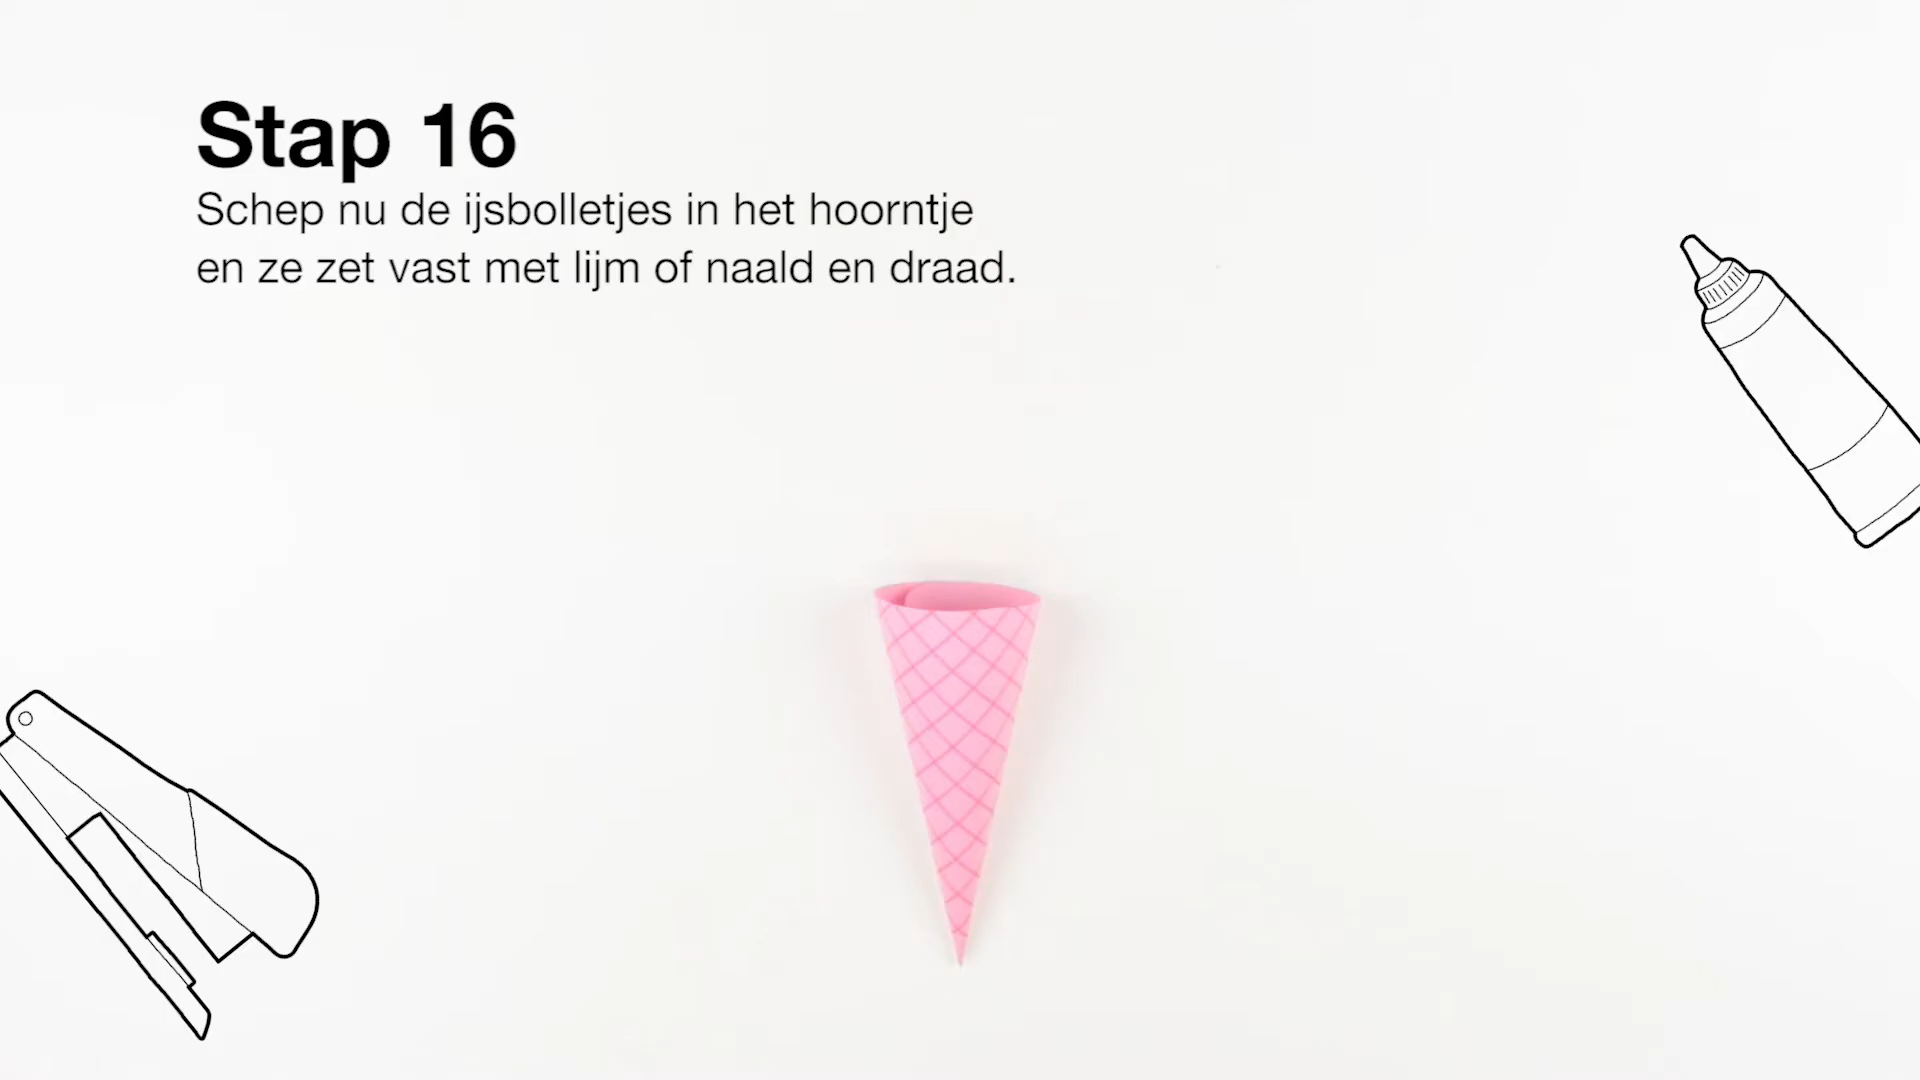 Stap 16
Schep nu de ijsbolletjes in het hoorntje
en ze zet vast met lijm of naald en draad.